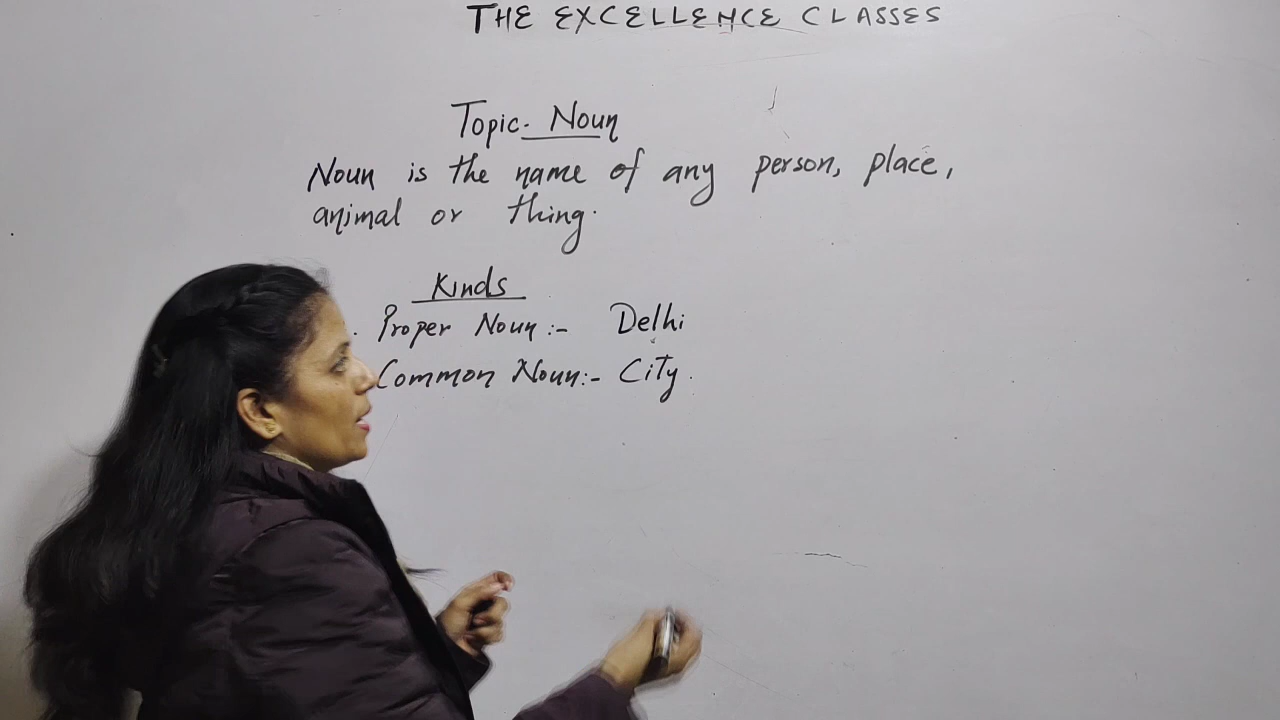 THE EXCELLENCE CLASSES
Topic. Noun
Noun is the name of any person, place,
animal or thing.
Kinds
Proper Noun :- Delhi
Common Noun:- City.